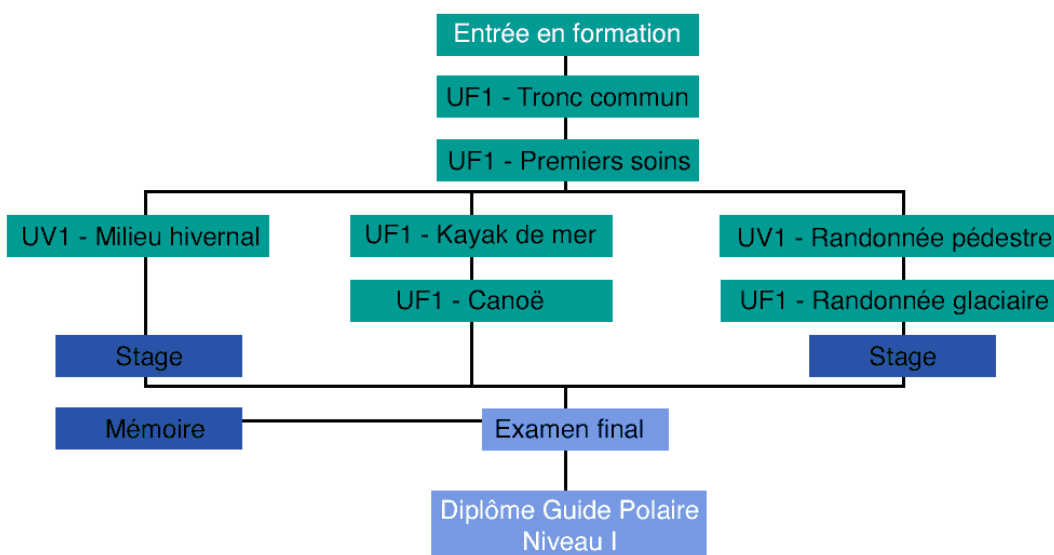 Entrée en formation
UF1 - Tronc commun
UF1 - Premiers soins
UV1 - Milieu hivernal
UF1 - Kayak de mer
UV1 - Randonnée pédestre
UF1 - Canoë
UF1 - Randonnée glaciaire
Stage
Stage
Mémoire
Examen final
Diplôme Guide Polaire
Niveau I